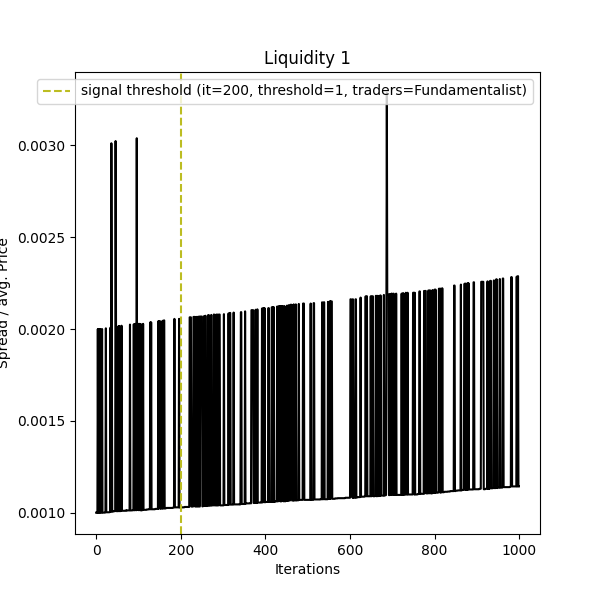 Liquidity 1
signal threshold (it=200, threshold=1, traders=Fundamentalist)
0.0030
0.0025
0.0020
0.0015
0.0010
Spread / avg. Price
0 200 400 600 800 1000
Iterations